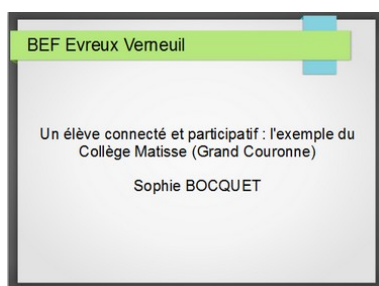 BEF Evreux Verneuil
Un élève connecté et participatif : l'exemple du
Collège Matisse (Grand Couronne)
Sophie BOCQUET